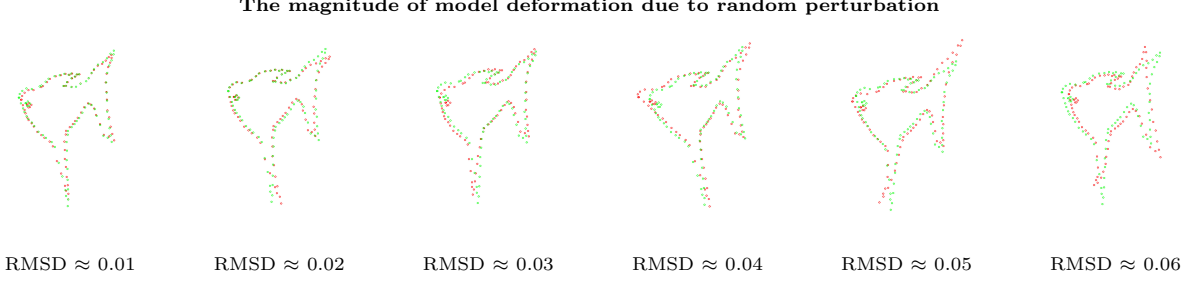 The magnitude of model deformation due to random perturbation
RMSD ≈ 0.01 RMSD ≈ 0.02 RMSD ≈ 0.03 RMSD ≈ 0.04 RMSD ≈ 0.05 RMSD ≈ 0.06